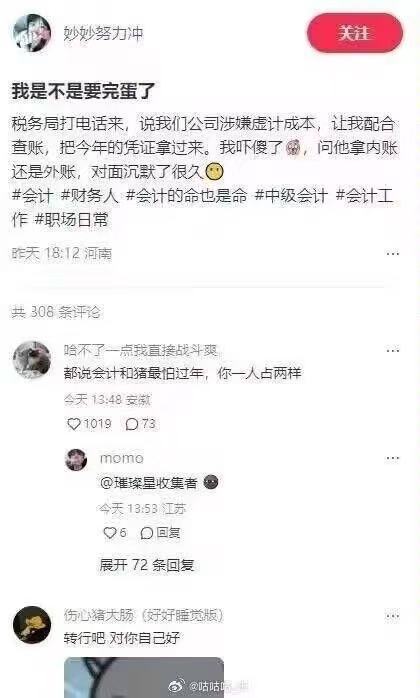 妙妙努力冲
关注
我是不是要完蛋了
税务局打电话来，说我们公司涉嫌虚计成本，让我配合
查账，把今年的凭证拿过来。我吓傻了，问他拿内账
还是外账，对面沉默了很久
#会计 #财务人 #会计的命也是命 #中级会计 #会计工
作 #职场日常
昨天 18:12 河南
共 308 条评论
哈不了一点我直接战斗爽
都说会计和猪最怕过年，你一人占两样
今天 13:48 安徽
1019 73
momo
@璀璨星收集者
今天 13:53 江苏
6 回复
展开 72 条回复
伤心猪大肠（好好睡觉版）
转行吧 对你自己好